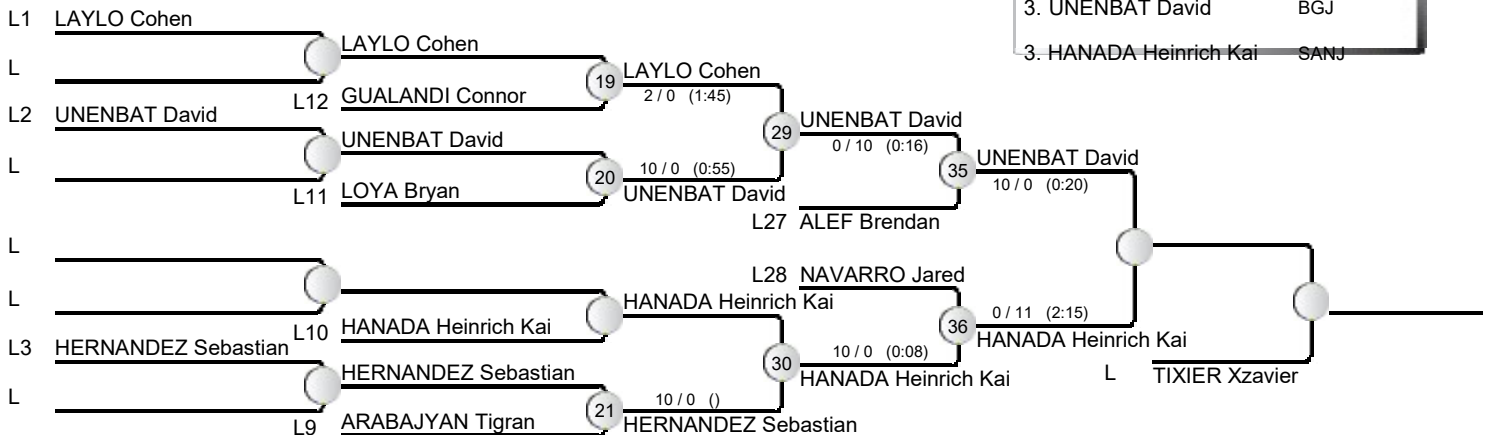 3. UNENBAT David BGJ
L1 LAYLO Cohen
LAYLO Cohen
3. HANADA Heinrich Kai SANJ
L
19 LAYLO Cohen
L12 GUALANDI Connor
2 / 0 (1:45)
L2 UNENBAT David
29 UNENBAT David
UNENBAT David
0 / 10 (0:16)
L
20 10 / 0 (0:55)
35 UNENBAT David
L11 LOYA Bryan
UNENBAT David
10 / 0 (0:20)
L27 ALEF Brendan
L
L28 NAVARRO Jared
L
HANADA Heinrich Kai
L10 HANADA Heinrich Kai
36 0 / 11 (2:15)
HANADA Heinrich Kai
L3 HERNANDEZ Sebastian
30 10 / 0 (0:08)
HERNANDEZ Sebastian
HANADA Heinrich Kai
L TIXIER Xzavier
L
10 / 0 ()
21
L9 ARABAJYAN Tigran
HERNANDEZ Sebastian